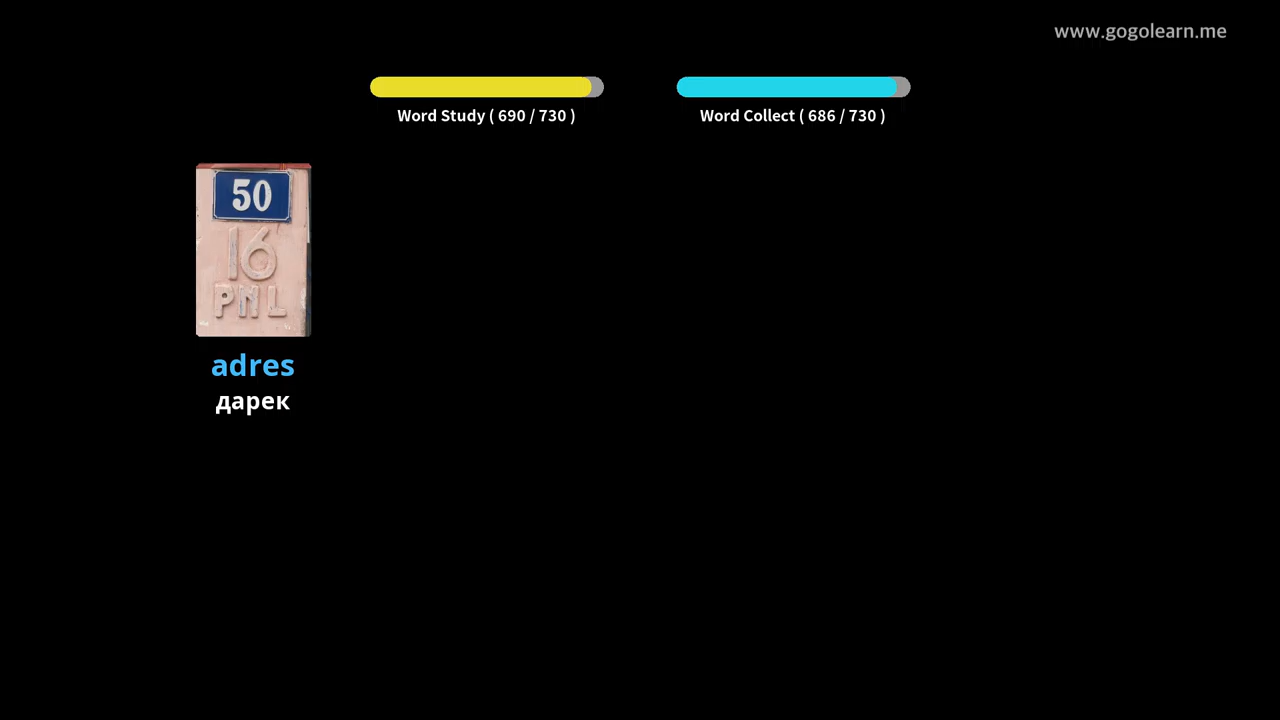 www.gogolearn.me
Word Study ( 690 / 730 )
Word Collect ( 686 / 730 )
50
16
PNL
adres
дарек